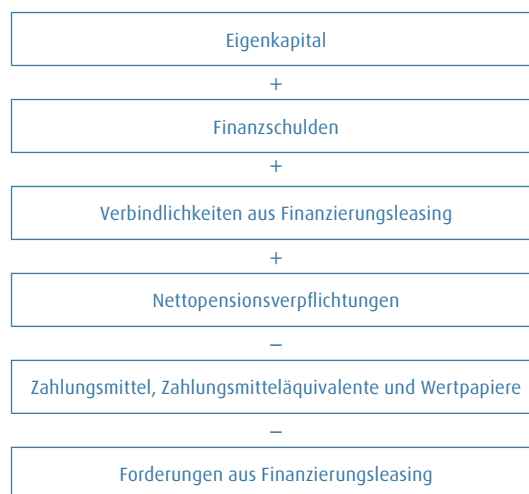 Eigenkapital
+
Finanzschulden
+
Verbindlichkeiten aus Finanzierungsleasing
+
Nettopensionsverpflichtungen
–
Zahlungsmittel, Zahlungsmitteläquivalente und Wertpapiere
–
Forderungen aus Finanzierungsleasing